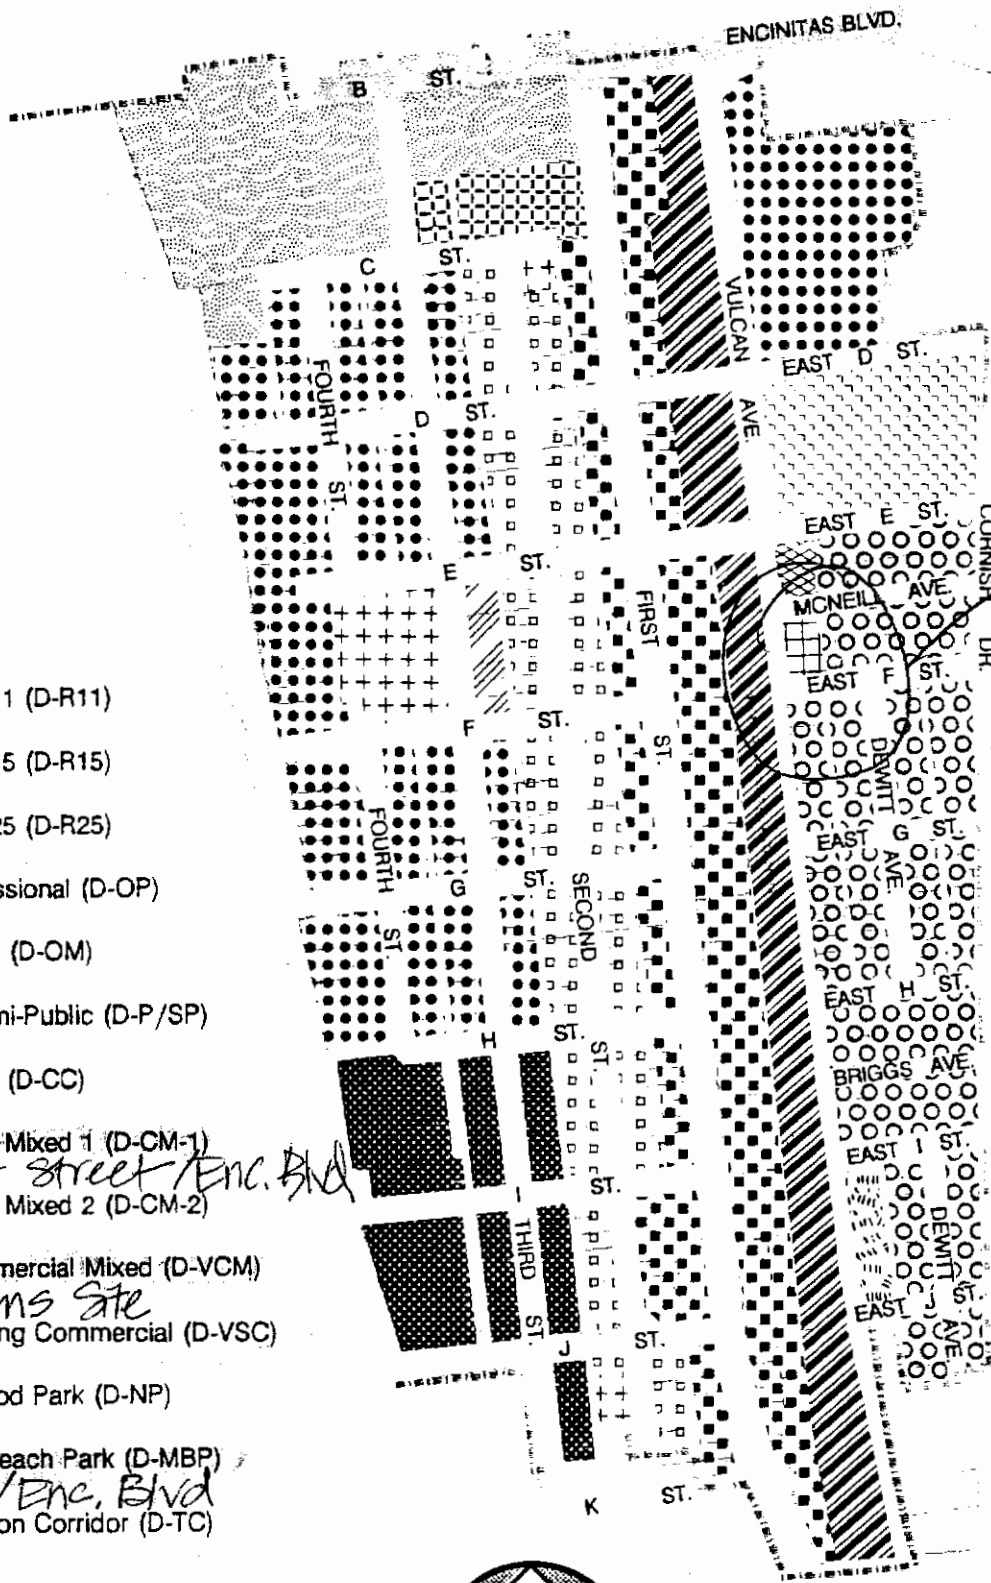 ENCINITAS BLVD.
B ST.
C ST.
VULCAN AVE.
EAST D ST.
FOURTH ST.
D ST.
EAST E ST.
CORNISH DR.
E ST.
MCNEILL AVE.
FIRST ST.
EAST F ST.
F ST.
DEWITT AVE.
EAST G ST.
FOURTH ST.
G ST.
SECOND ST.
EAST H ST.
H ST.
BRIGGS AVE.
EAST I ST.
I ST.
THIRD ST.
DEWITT AVE.
EAST J ST.
J ST.
K ST.
1 (D-R11)
5 (D-R15)
25 (D-R25)
ssional (D-OP)
(D-OM)
mi-Public (D-P/SP)
(D-CC)
Mixed 1 (D-CM-1)
street / Enc. Blvd
Mixed 2 (D-CM-2)
mercial Mixed (D-VCM)
ms Site
ng Commercial (D-VSC)
od Park (D-NP)
each Park (D-MBP)
/ Enc. Blvd
on Corridor (D-TC)